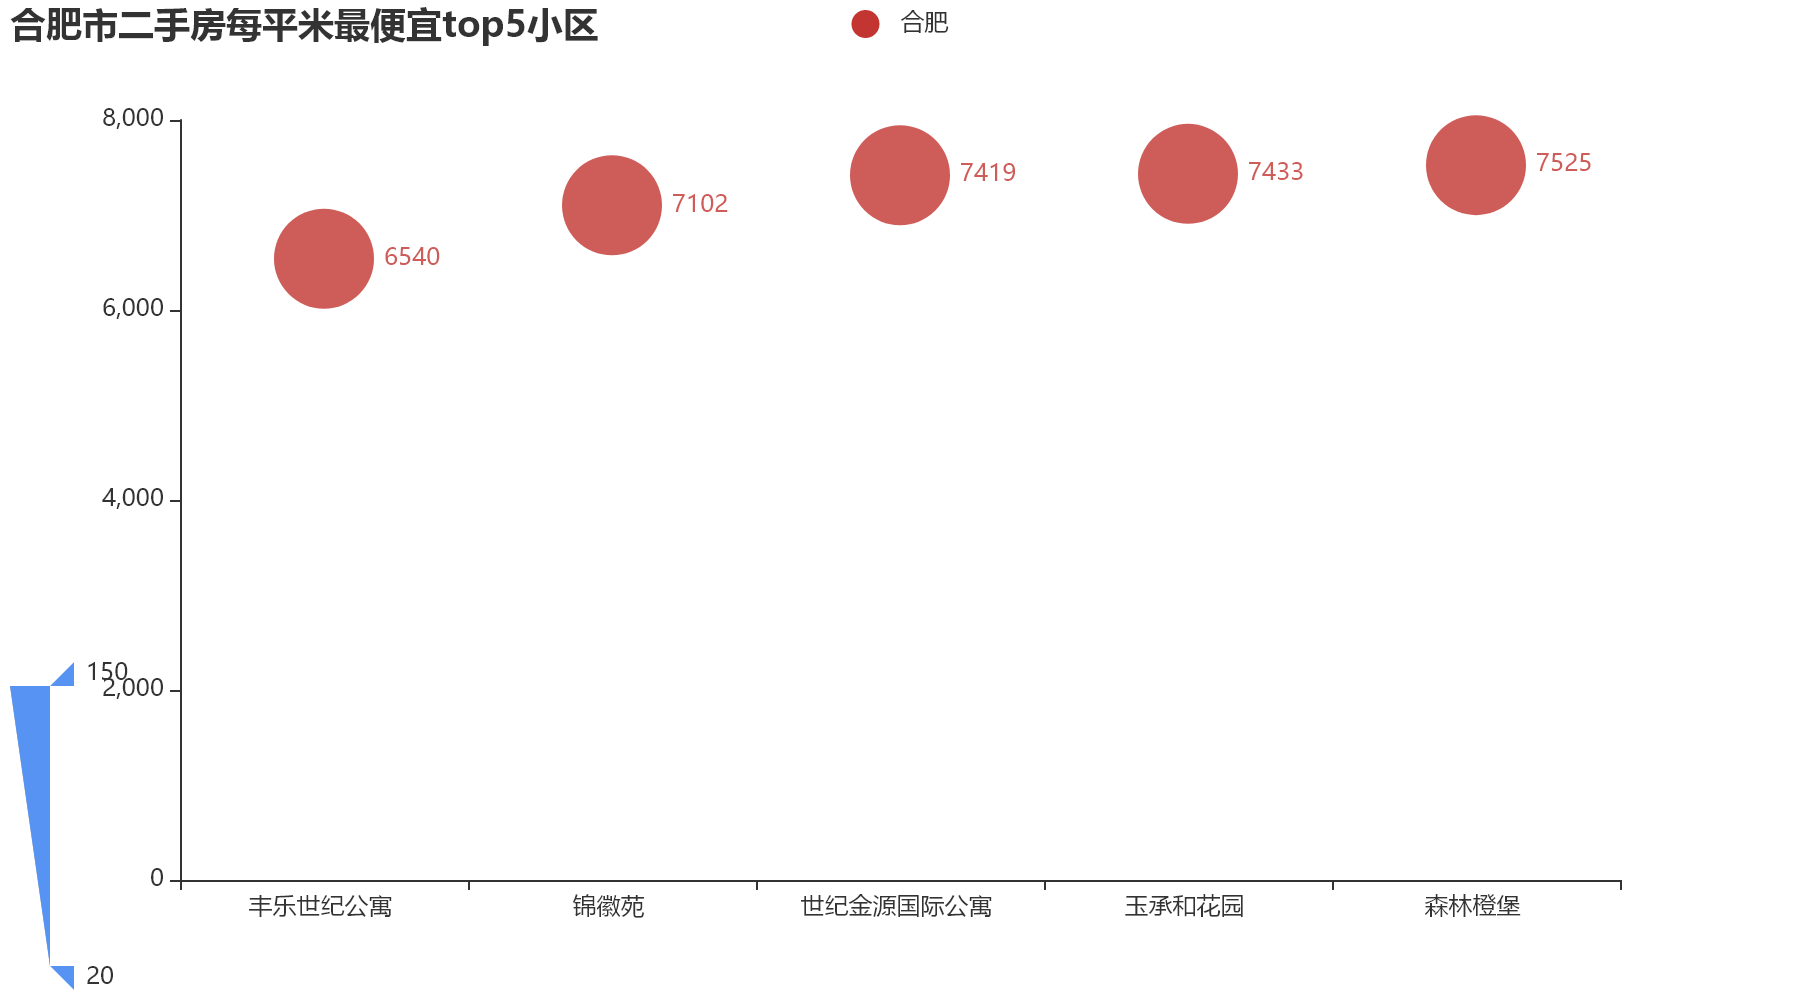 合肥市二手房每平米最便宜top5小区
合肥
8,000
6,000
4,000
2,000
0
6540
7102
7419
7433
7525
丰乐世纪公寓
锦徽苑
世纪金源国际公寓
玉承和花园
森林橙堡
150
20